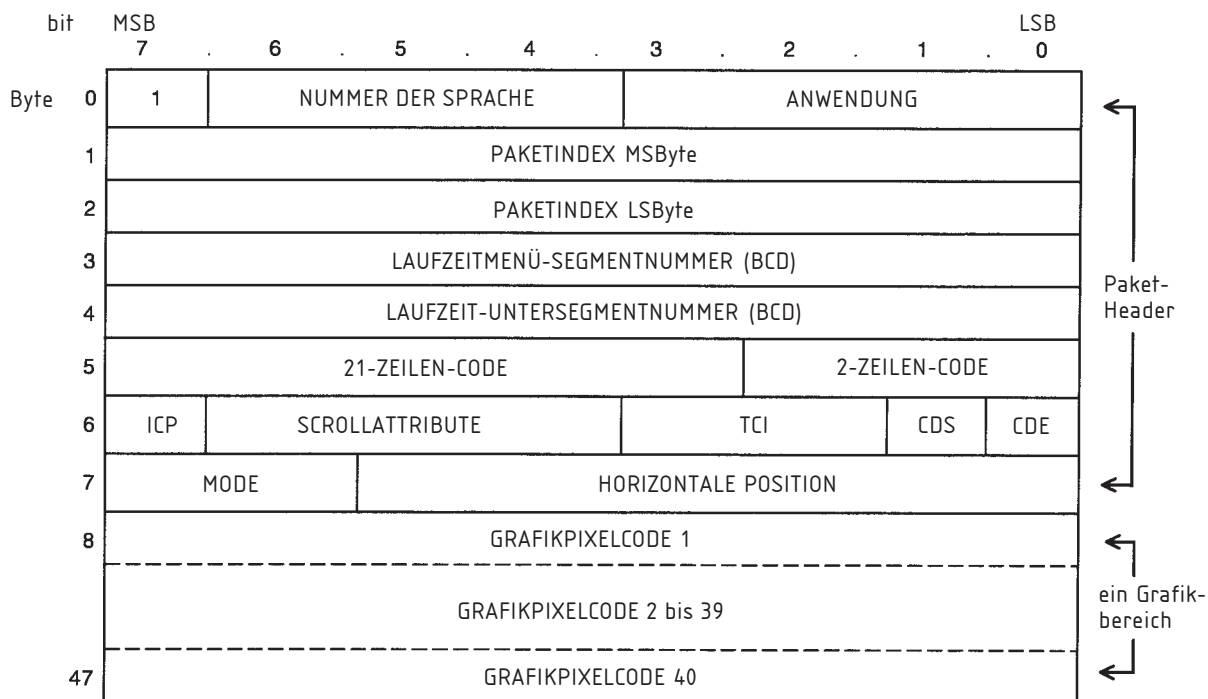 bit MSB LSB
7 . 6 . 5 . 4 . 3 . 2 . 1 . 0
Byte 0 1 NUMMER DER SPRACHE ANWENDUNG
1 PAKETINDEX MSByte
2 PAKETINDEX LSByte
3 LAUFZEITMENÜ-SEGMENTNUMMER (BCD)
4 LAUFZEIT-UNTERSEGMENTNUMMER (BCD)
Paket-
Header
5 21-ZEILEN-CODE 2-ZEILEN-CODE
6 ICP SCROLLATTRIBUTE TCI CDS CDE
7 MODE HORIZONTALE POSITION
8 GRAFIKPIXELCODE 1
GRAFIKPIXELCODE 2 bis 39
ein Grafik-
bereich
47 GRAFIKPIXELCODE 40